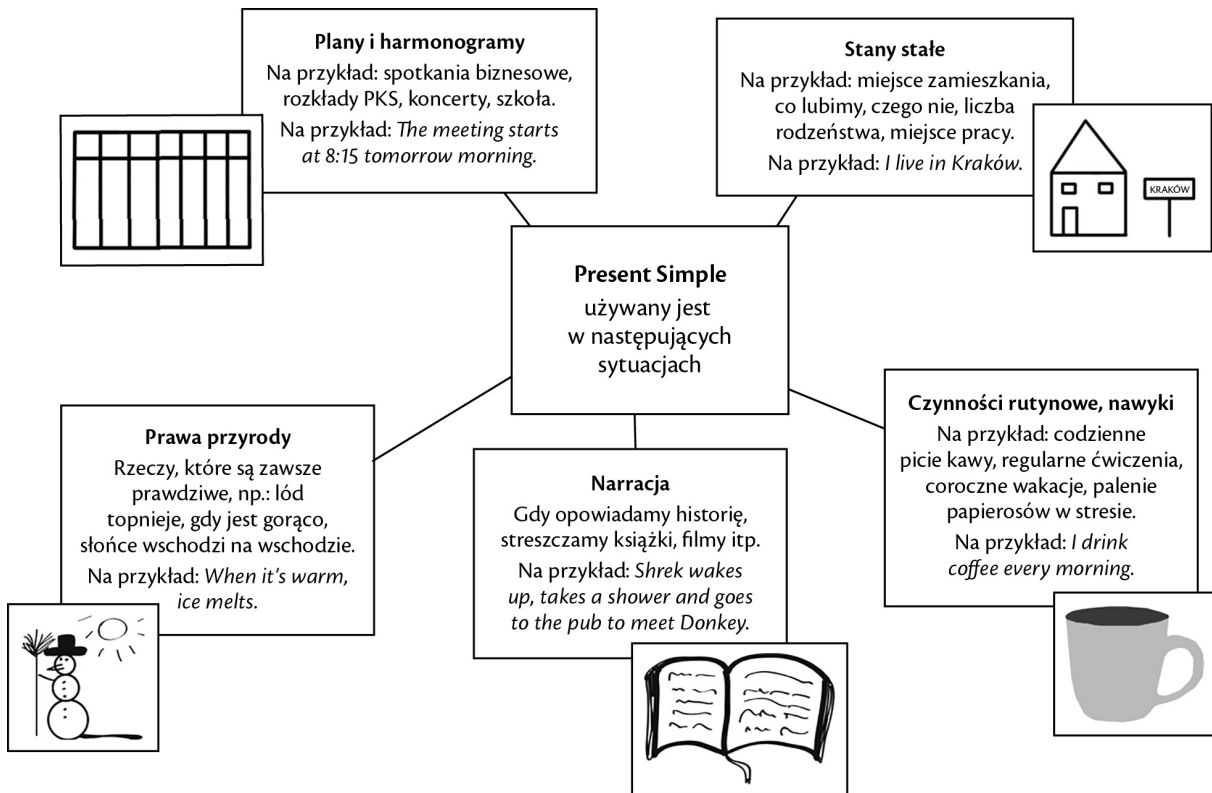 Plany i harmonogramy
Na przykład: spotkania biznesowe,
rozkłady PKS, koncerty, szkoła.
Na przykład: The meeting starts
at 8:15 tomorrow morning.
Stany stałe
Na przykład: miejsce zamieszkania,
co lubimy, czego nie, liczba
rodzeństwa, miejsce pracy.
Na przykład: I live in Kraków.
KRAKÓW
Present Simple
używany jest
w następujących
sytuacjach
Prawa przyrody
Rzeczy, które są zawsze
prawdziwe, np.: lód
topnieje, gdy jest gorąco,
słońce wschodzi na wschodzie.
Na przykład: When it's warm,
ice melts.
Narracja
Gdy opowiadamy historię,
streszczamy książki, filmy itp.
Na przykład: Shrek wakes
up, takes a shower and goes
to the pub to meet Donkey.
Czynności rutynowe, nawyki
Na przykład: codzienne
picie kawy, regularne ćwiczenia,
coroczne wakacje, palenie
papierosów w stresie.
Na przykład: I drink
coffee every morning.